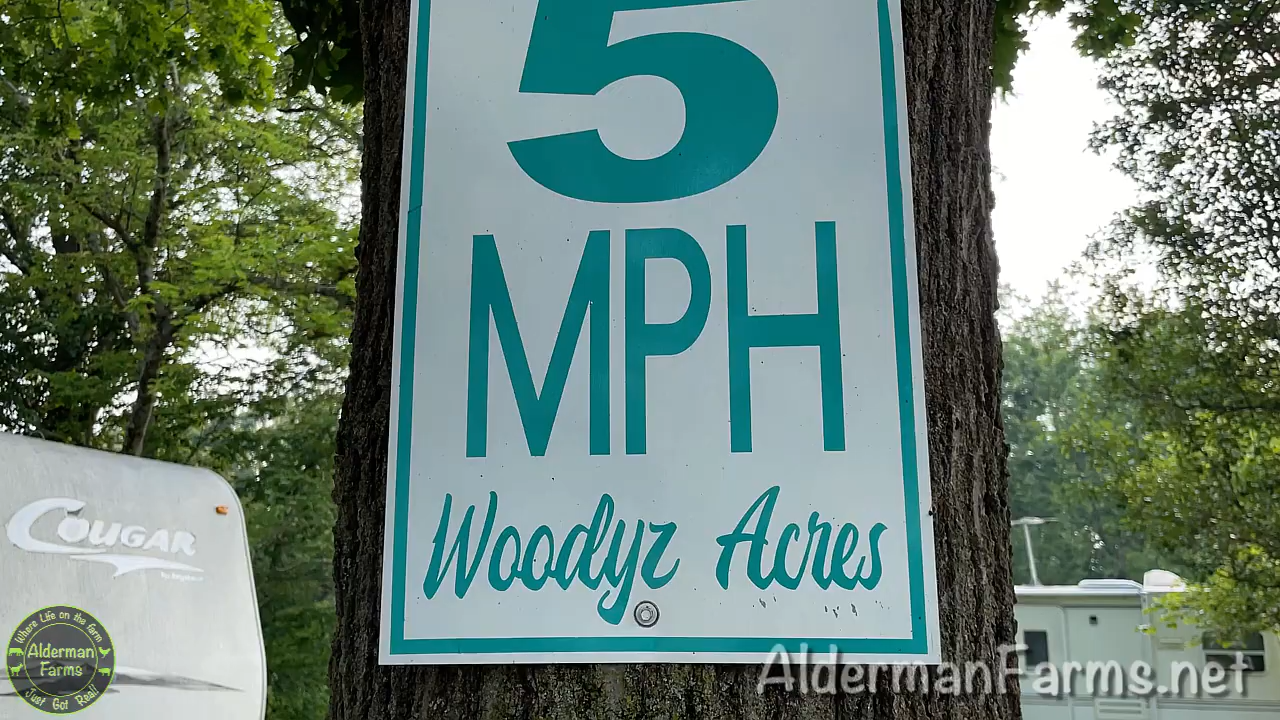 5
MPH
Woodyz Acres
COUGAR
Where Life on the farm
Alderman
Farms
Just Got Real!
AldermanFarms.net